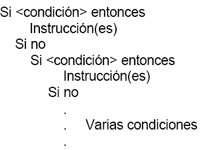 Si <condición> entonces
Instrucción(es)
Si no
Si <condición> entonces
Instrucción(es)
Si no
.
. Varias condiciones
.